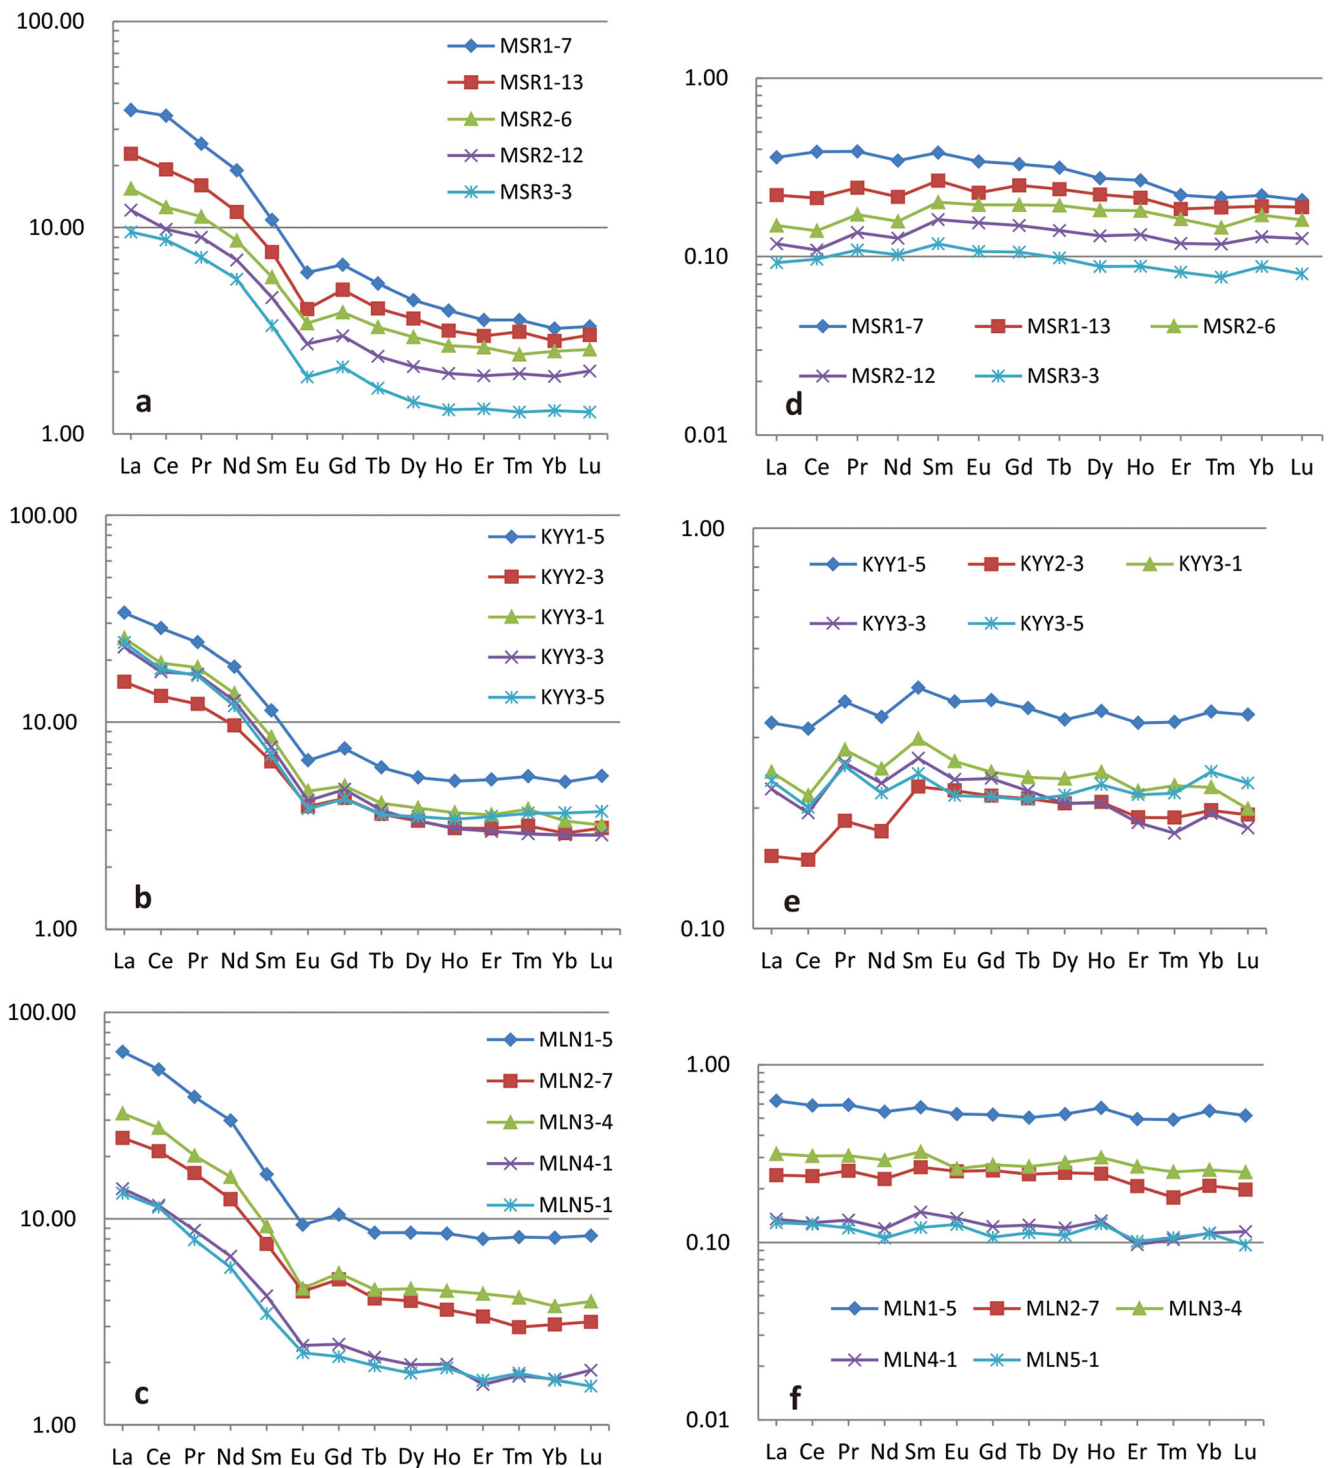 100.00
10.00
1.00
MSR1-7
MSR1-13
MSR2-6
MSR2-12
MSR3-3
a
La Ce Pr Nd Sm Eu Gd Tb Dy Ho Er Tm Yb Lu
1.00
0.10
0.01
MSR1-7 MSR1-13 MSR2-6
MSR2-12 MSR3-3
d
La Ce Pr Nd Sm Eu Gd Tb Dy Ho Er Tm Yb Lu
100.00
10.00
1.00
KYY1-5
KYY2-3
KYY3-1
KYY3-3
KYY3-5
b
La Ce Pr Nd Sm Eu Gd Tb Dy Ho Er Tm Yb Lu
1.00
0.10
KYY1-5 KYY2-3 KYY3-1
KYY3-3 KYY3-5
e
La Ce Pr Nd Sm Eu Gd Tb Dy Ho Er Tm Yb Lu
100.00
10.00
1.00
MLN1-5
MLN2-7
MLN3-4
MLN4-1
MLN5-1
c
La Ce Pr Nd Sm Eu Gd Tb Dy Ho Er Tm Yb Lu
1.00
0.10
0.01
MLN1-5 MLN2-7 MLN3-4
MLN4-1 MLN5-1
f
La Ce Pr Nd Sm Eu Gd Tb Dy Ho Er Tm Yb Lu